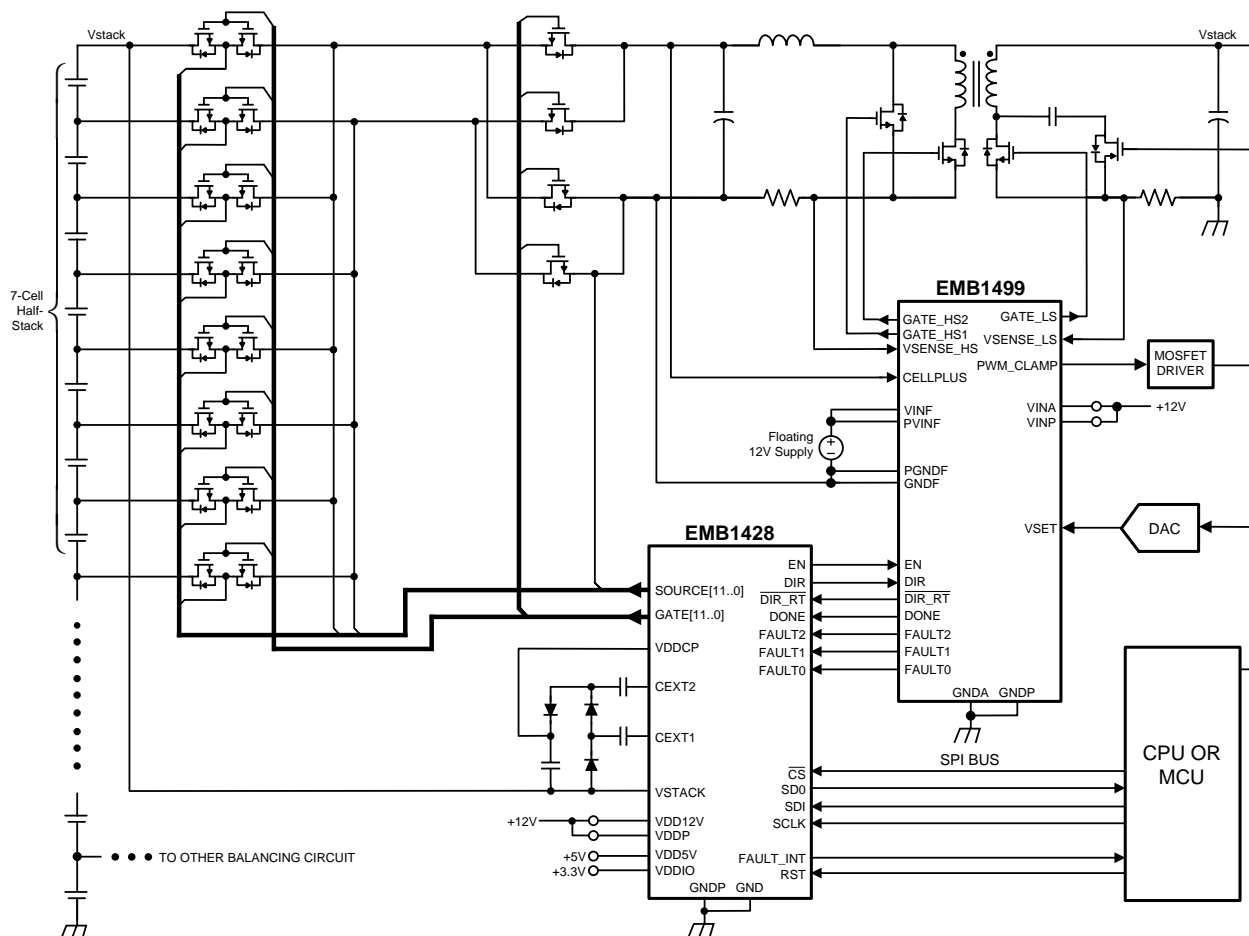 Vstack
Vstack
7-Cell
Half-
Stack
EMB1499
GATE_HS2
GATE_HS1
VSENSE_HS
CELLPLUS
VINF
PVINF
PGNDF
GNDF
GATE_LS
VSENSE_LS
PWM_CLAMP
VINA
VINP
VSET
MOSFET
DRIVER
+12V
Floating
12V Supply
+
−
DAC
EN
DIR
DIR_RT
DONE
FAULT2
FAULT1
FAULT0
GNDA
GNDP
EMB1428
SOURCE[11..0]
GATE[11..0]
VDDCP
CEXT2
CEXT1
VSTACK
VDD12V
VDDP
VDD5V
VDDIO
+12V
+5V
+3.3V
EN
DIR
DIR_RT
DONE
FAULT2
FAULT1
FAULT0
CS
SD0
SDI
SCLK
FAULT_INT
RST
GNDP
GND
SPI BUS
CPU OR
MCU
TO OTHER BALANCING CIRCUIT